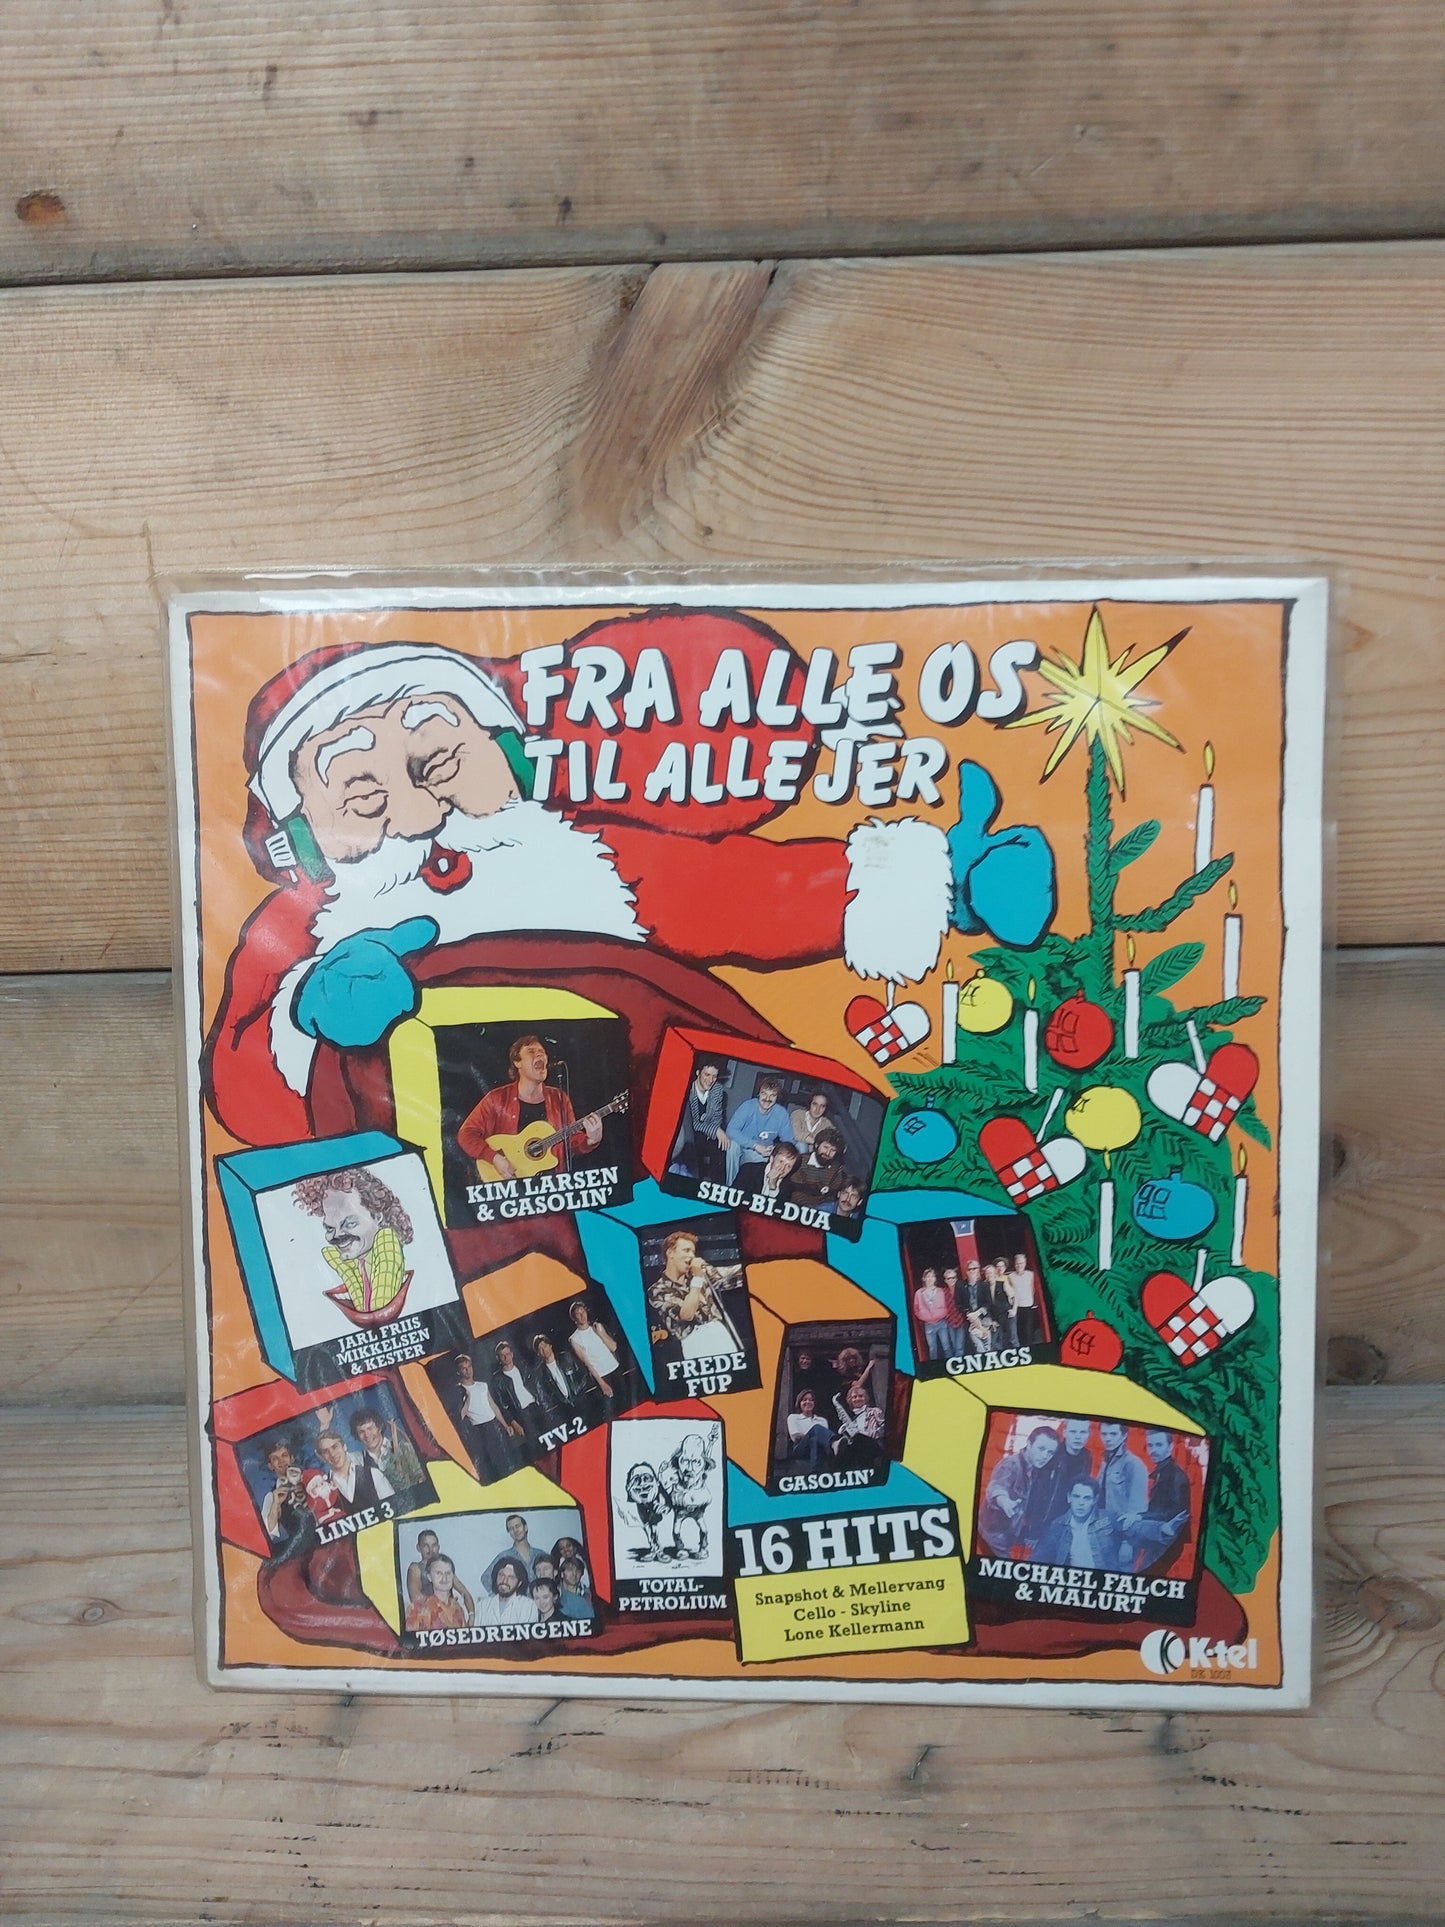 FRA ALLE OS
TIL ALLE JER
KIM LARSEN
& GASOLIN'
SHU-BI-DUA
JARL FRIIS
MIKKELSEN
& KESTER
TV-2
FREDE
FUP
GNAGS
LINIE 3
GASOLIN'
TØSEDRENGENE
TOTAL-
PETROLIUM
16 HITS
Snapshot & Mellervang
Cello - Skyline
Lone Kellermann
MICHAEL FALCH
& MALURT
K-tel